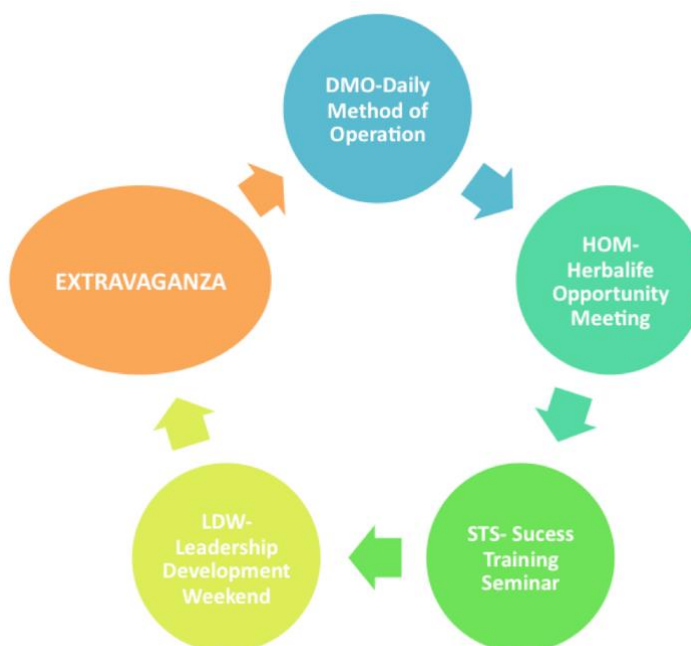 DMO-Daily
Method of
Operation
HOM-
Herbalife
Opportunity
Meeting
STS- Sucess
Training
Seminar
LDW-
Leadership
Development
Weekend
EXTRAVAGANZA